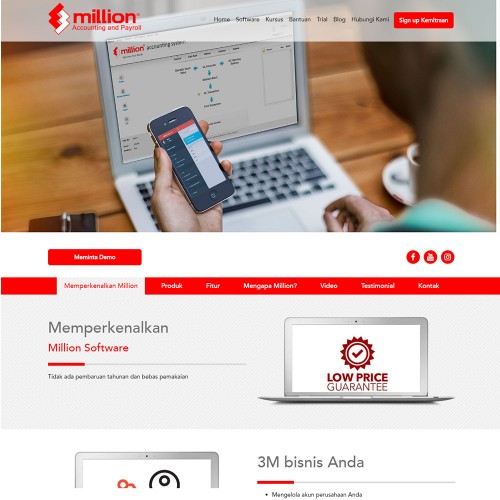 million®
Accounting and Payroll
Home Software Kursus Bantuan Trial Blog Hubungi Kami Sign up Kemitraan
million accounting system
Meminta Demo
Memperkenalkan Million Produk Fitur Mengapa Million? Video Testimonial Kontak
Memperkenalkan
Million Software
Tidak ada pembaruan tahunan dan bebas pemakaian
LOW PRICE
GUARANTEE
3M bisnis Anda
• Mengelola akun perusahaan Anda